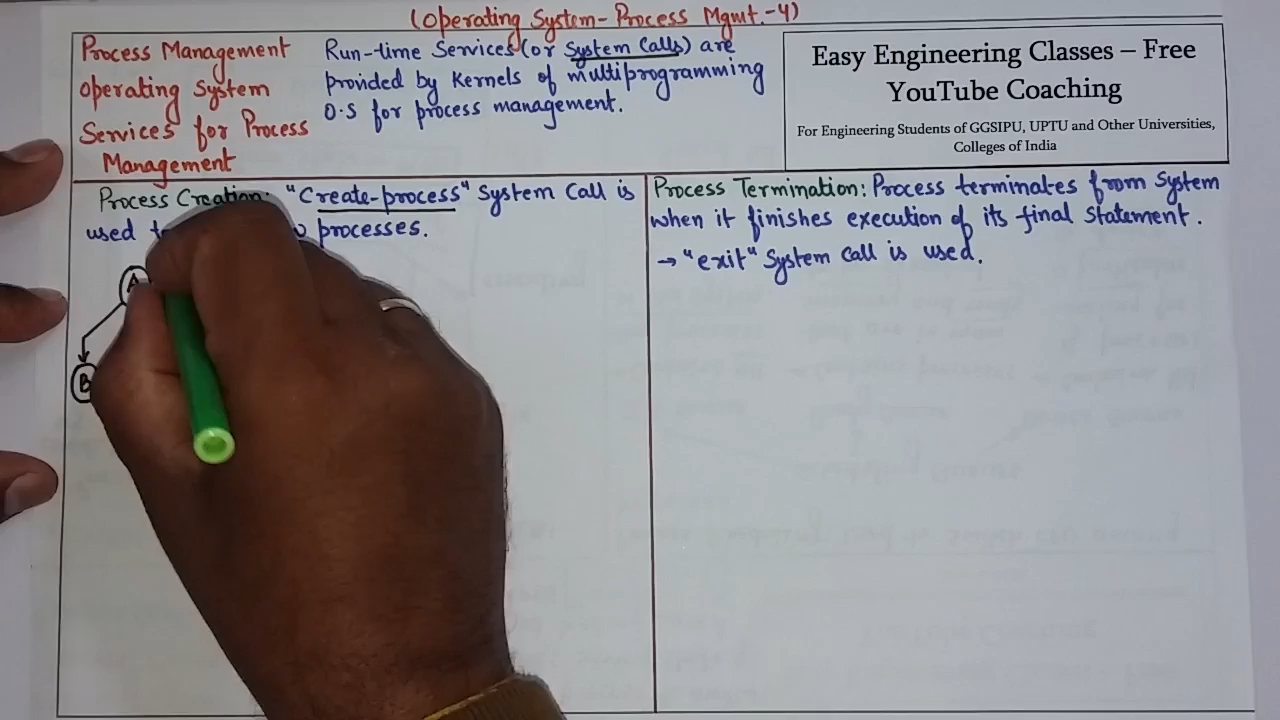 (Operating System- Process Mgmt.-4)
Process Management
Operating System
Services for Process
Management
Run-time Services (or System Calls) are
provided by Kernels of multiprogramming
O.S for process management.
Easy Engineering Classes – Free
YouTube Coaching
For Engineering Students of GGSIPU, UPTU and Other Universities,
Colleges of India
Process Creation: "Create-process" System Call is
used processes.
A
B
Process Termination: Process terminates from System
when it finishes execution of its final Statement.
→ "exit" System Call is used.